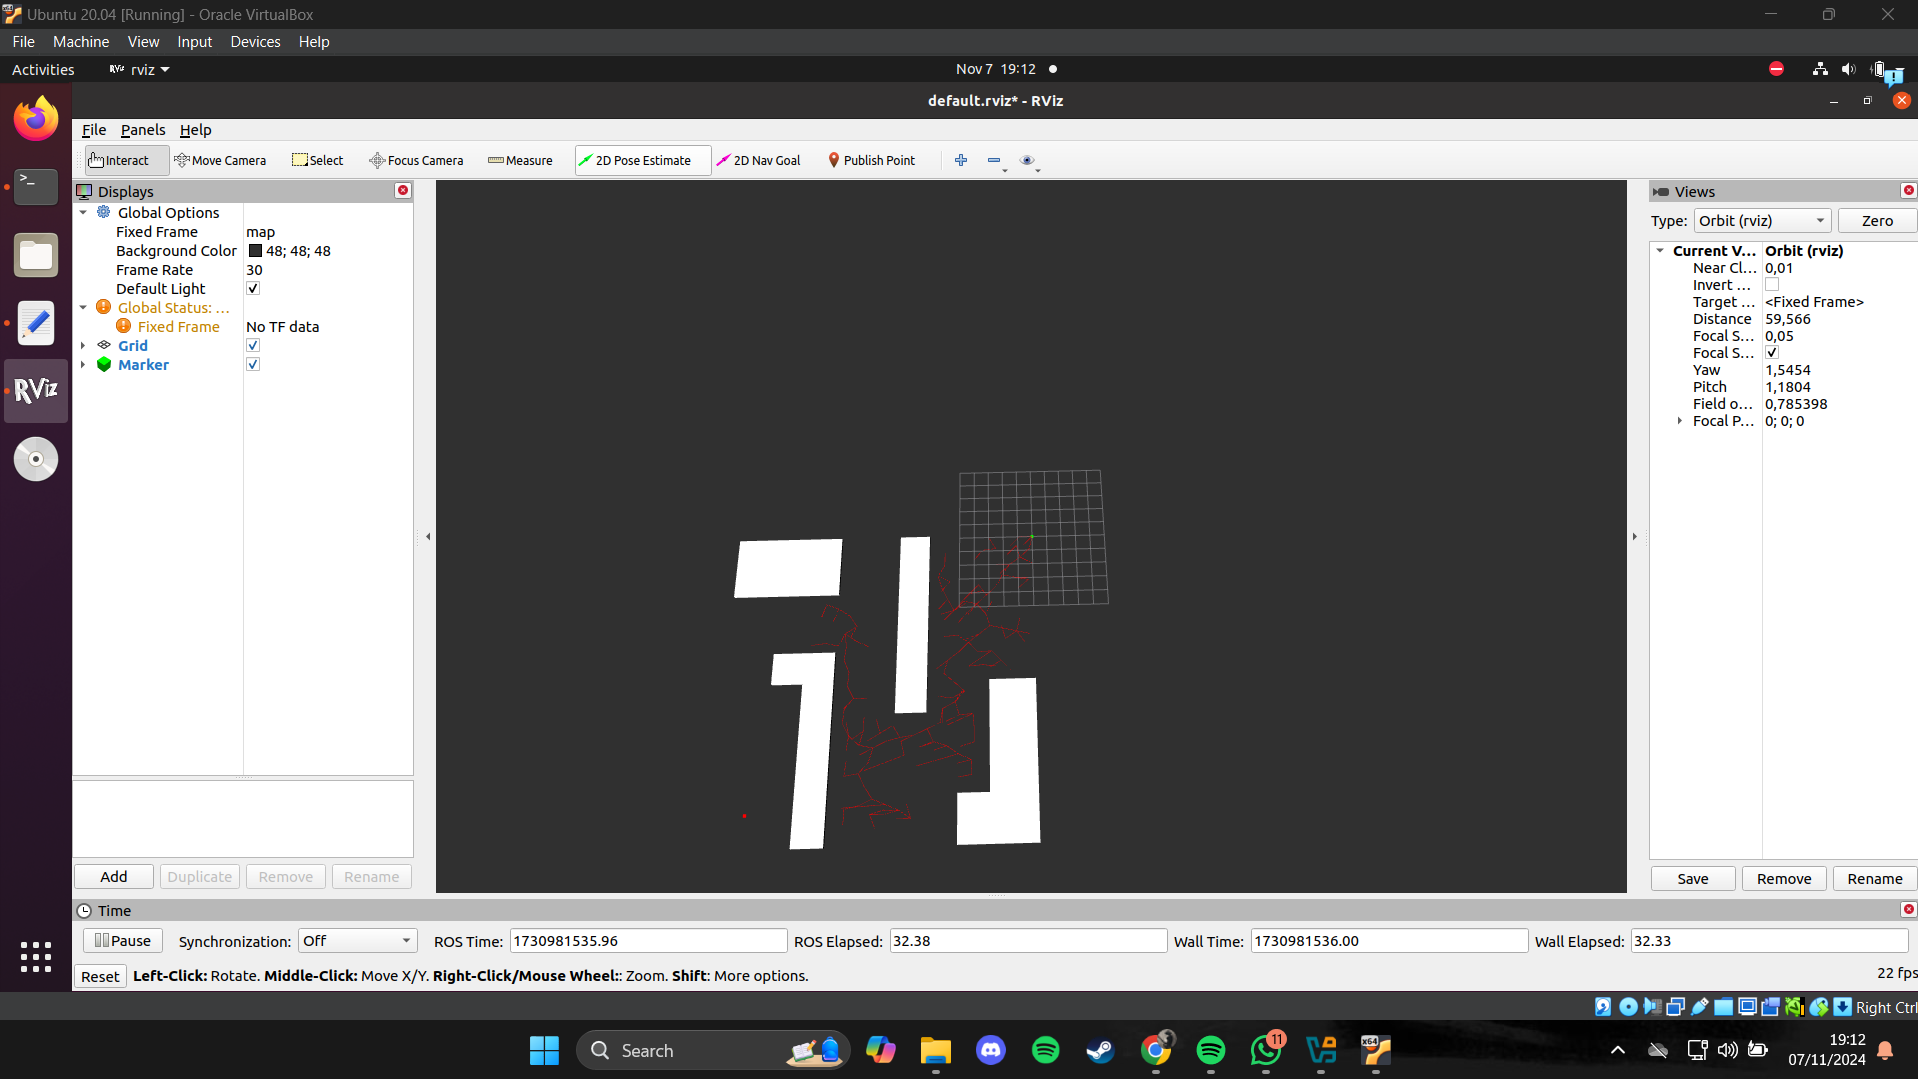 Ubuntu 20.04 [Running] - Oracle VirtualBox
File Machine View Input Devices Help
Activities RViz rviz Nov 7 19:12
default.rviz* - RViz
File Panels Help
Interact Move Camera Select Focus Camera Measure 2D Pose Estimate 2D Nav Goal Publish Point
Displays
Global Options
Fixed Frame map
Background Color 48; 48; 48
Frame Rate 30
Default Light
Global Status: ...
Fixed Frame No TF data
Grid
Marker
RViz
Add Duplicate Remove Rename
Views
Type: Orbit (rviz) Zero
Current V... Orbit (rviz)
Near Cl... 0,01
Invert ...
Target ... <Fixed Frame>
Distance 59,566
Focal S... 0,05
Focal S...
Yaw 1,5454
Pitch 1,1804
Field o... 0,785398
Focal P... 0; 0; 0
Save Remove Rename
Time
Pause Synchronization: Off ROS Time: 1730981535.96 ROS Elapsed: 32.38 Wall Time: 1730981536.00 Wall Elapsed: 32.33
Reset Left-Click: Rotate. Middle-Click: Move X/Y. Right-Click/Mouse Wheel:: Zoom. Shift: More options. 22 fps
Right Ctrl
Search 11 x64 19:12
07/11/2024